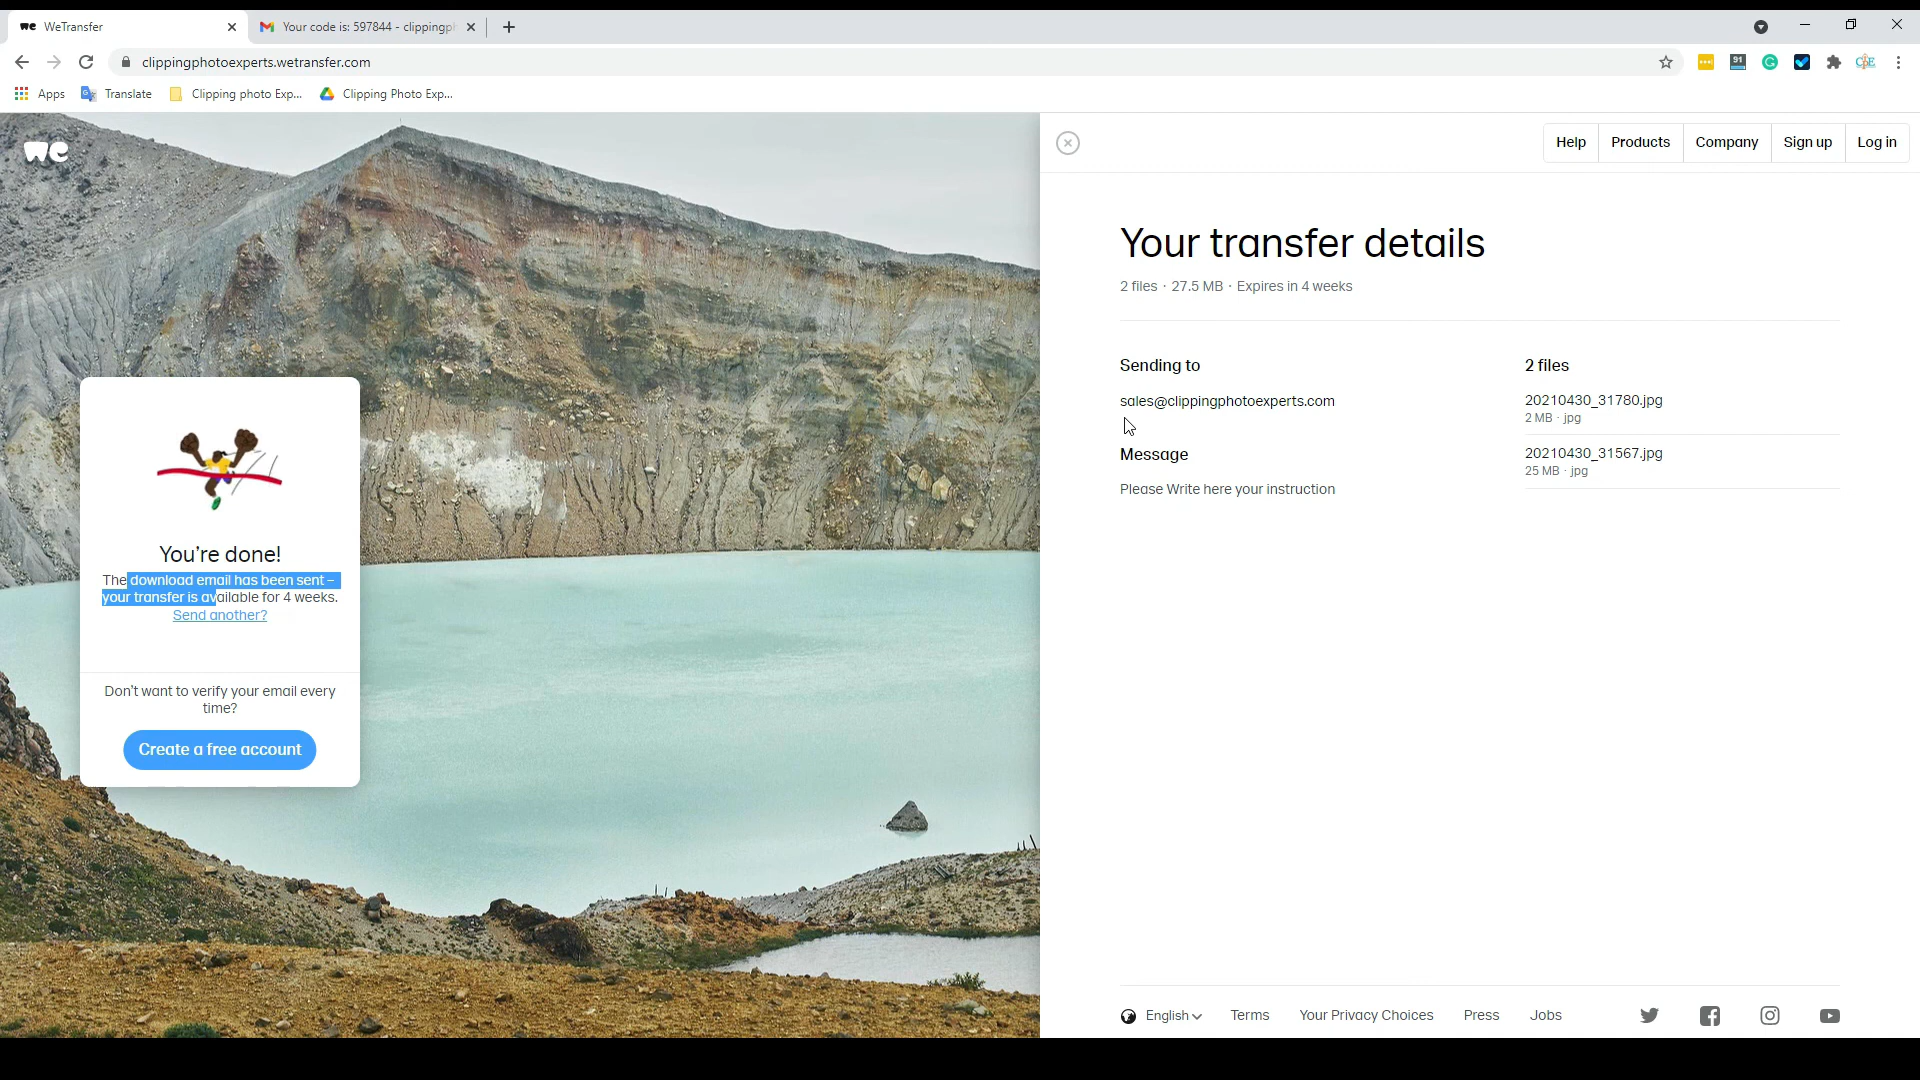 WeTransfer
Your code is: 597844 - clippingph
clippingphotoexperts.wetransfer.com
91
CPE
Apps
Translate
Clipping photo Exp...
Clipping Photo Exp...
we
Help
Products
Company
Sign up
Log in
Your transfer details
2 files · 27.5 MB · Expires in 4 weeks
Sending to
sales@clippingphotoexperts.com
Message
Please Write here your instruction
2 files
20210430_31780.jpg
2 MB · jpg
20210430_31567.jpg
25 MB · jpg
You're done!
The download email has been sent –
your transfer is available for 4 weeks.
Send another?
Don't want to verify your email every
time?
Create a free account
English
Terms
Your Privacy Choices
Press
Jobs